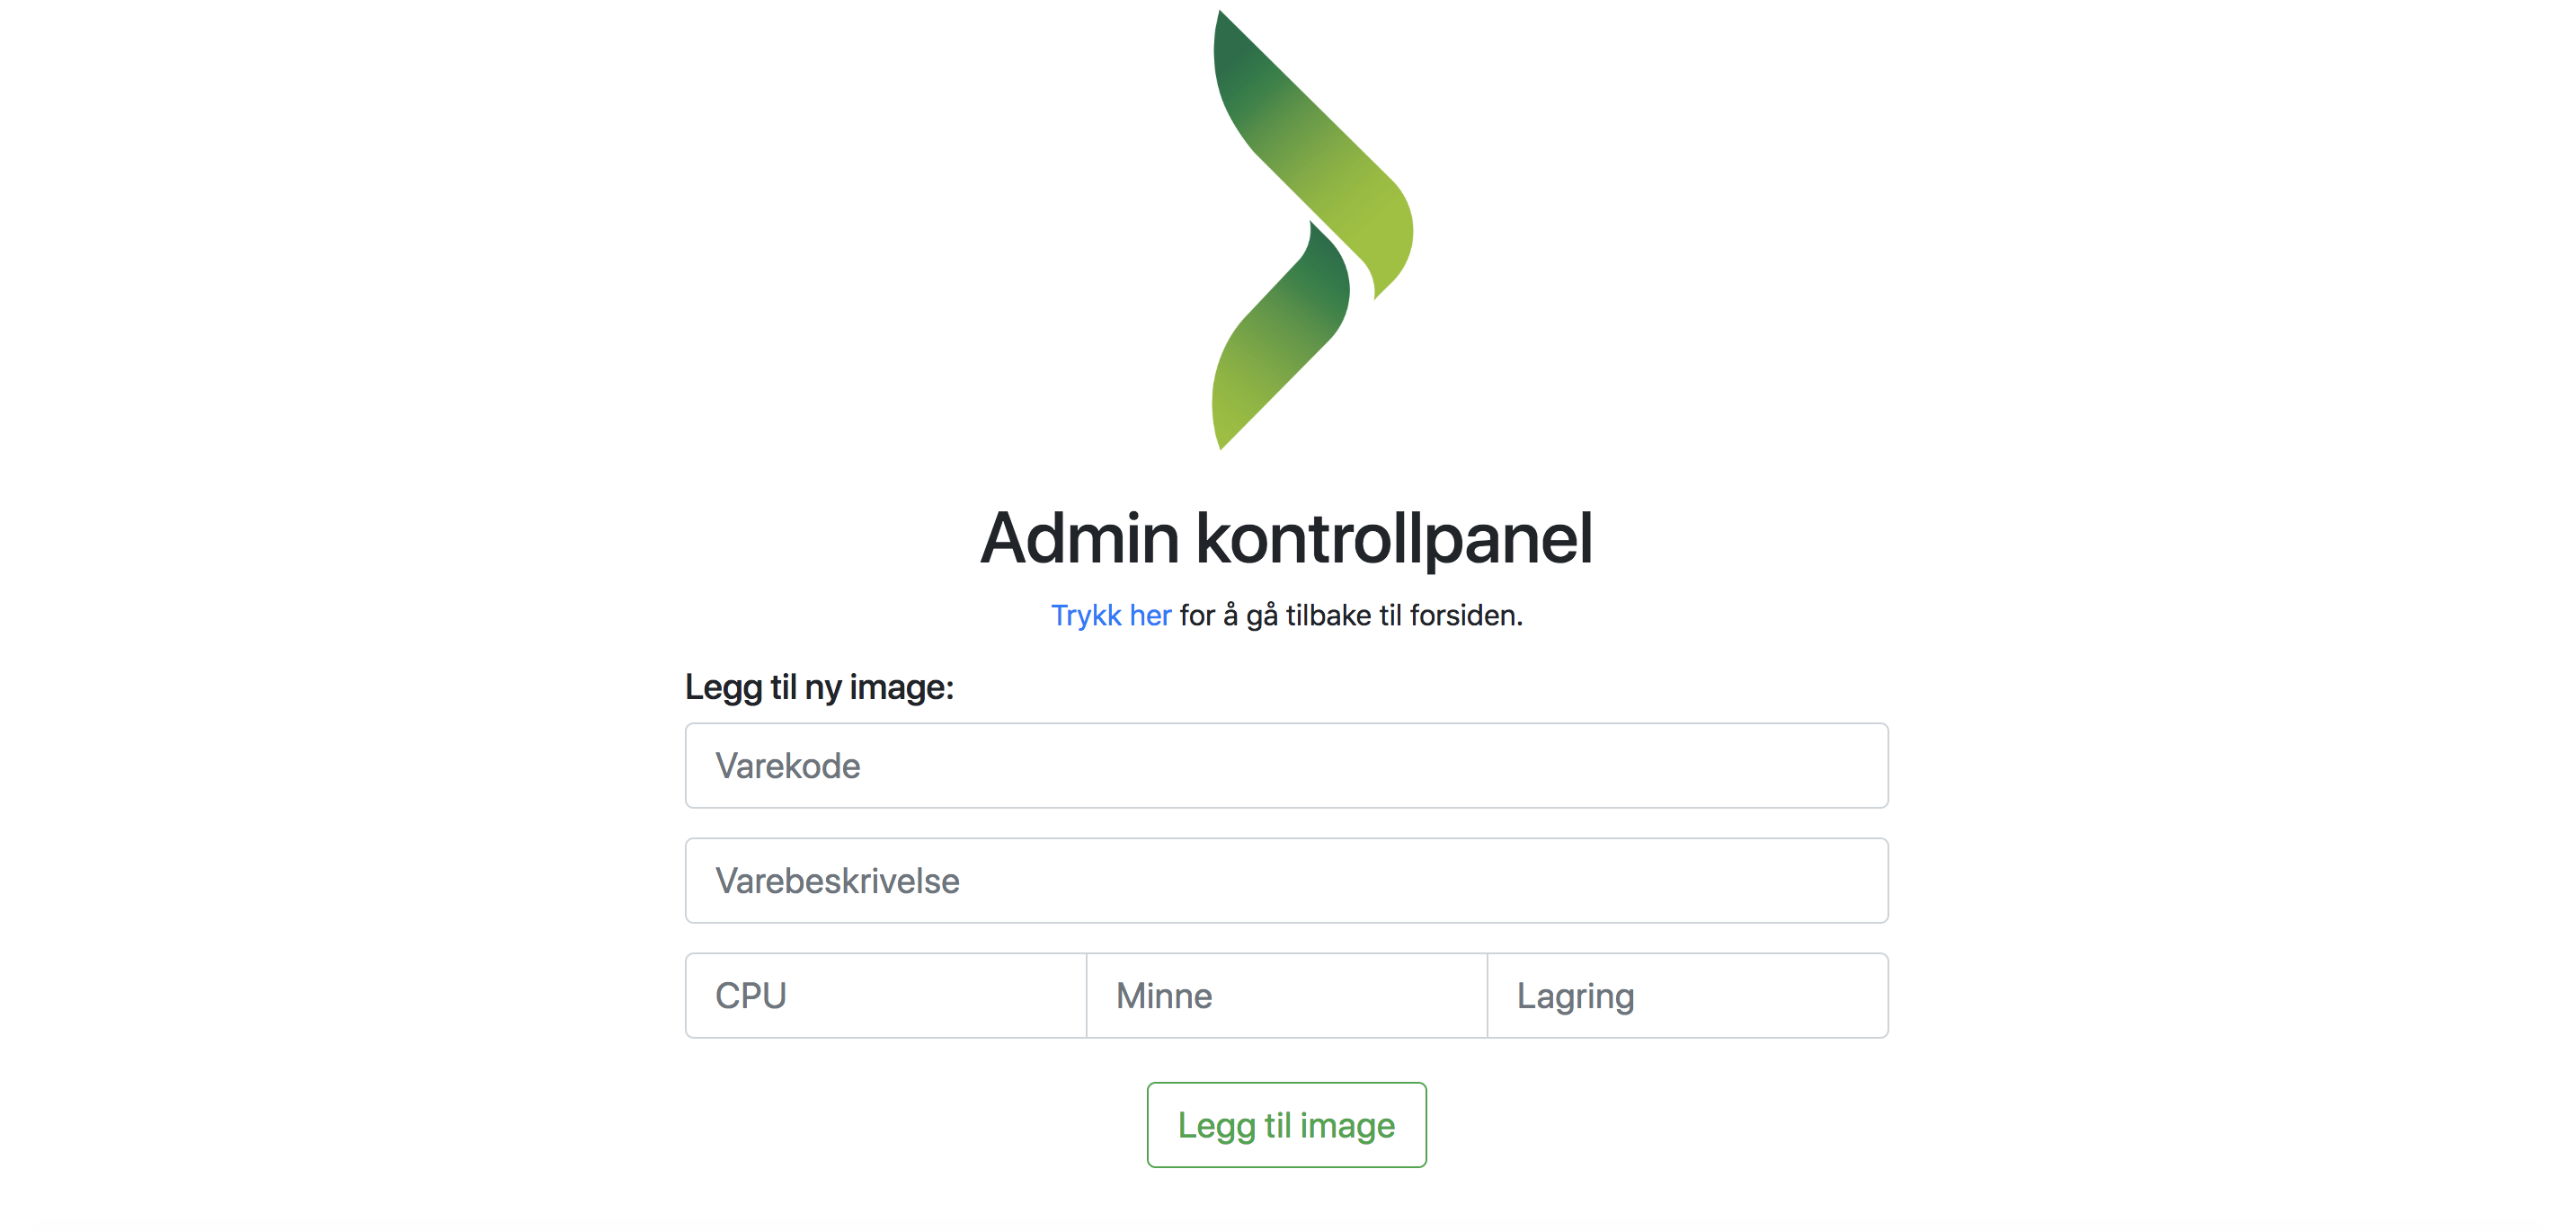 Admin kontrollpanel
Trykk her for å gå tilbake til forsiden.
Legg til ny image:
Varekode
Varebeskrivelse
CPU Minne Lagring
Legg til image